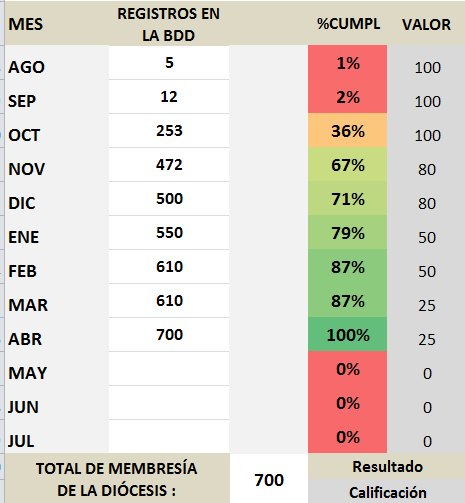 MES REGISTROS EN LA BDD %CUMPL VALOR
AGO 5 1% 100
SEP 12 2% 100
OCT 253 36% 100
NOV 472 67% 80
DIC 500 71% 80
ENE 550 79% 50
FEB 610 87% 50
MAR 610 87% 25
ABR 700 100% 25
MAY 0% 0
JUN 0% 0
JUL 0% 0
TOTAL DE MEMBRESÍA DE LA DIÓCESIS : 700 Resultado
Calificación